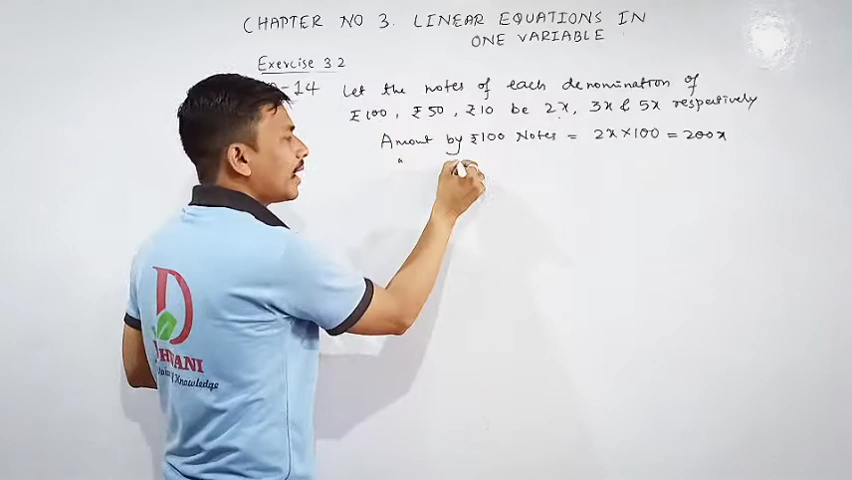 CHAPTER NO 3. LINEAR EQUATIONS IN
ONE VARIABLE
Exercise 3.2
-14 Let the notes of each denomination of
₹100, ₹50, ₹10 be 2x, 3x & 5x respectively
Amount by ₹100 Notes = 2x×100 = 200x
"
D
ANI
Knowledge